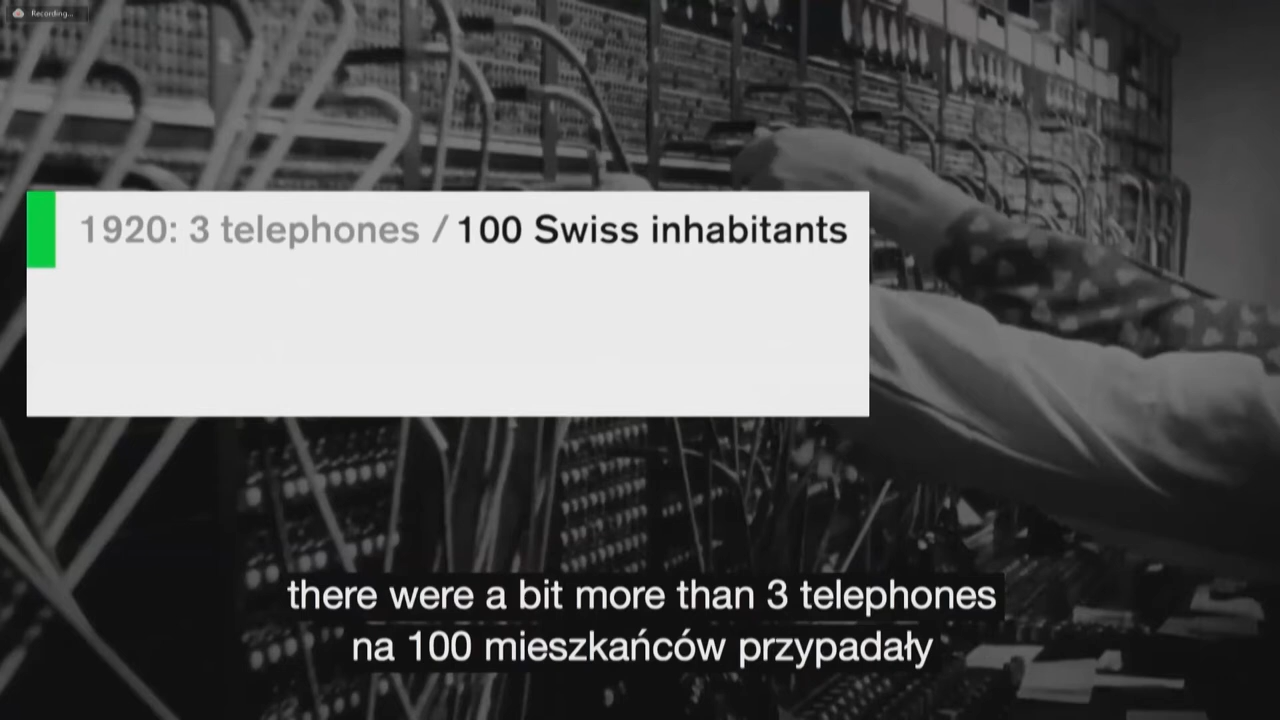 Recording...
1920: 3 telephones / 100 Swiss inhabitants
there were a bit more than 3 telephones
na 100 mieszkańców przypadały